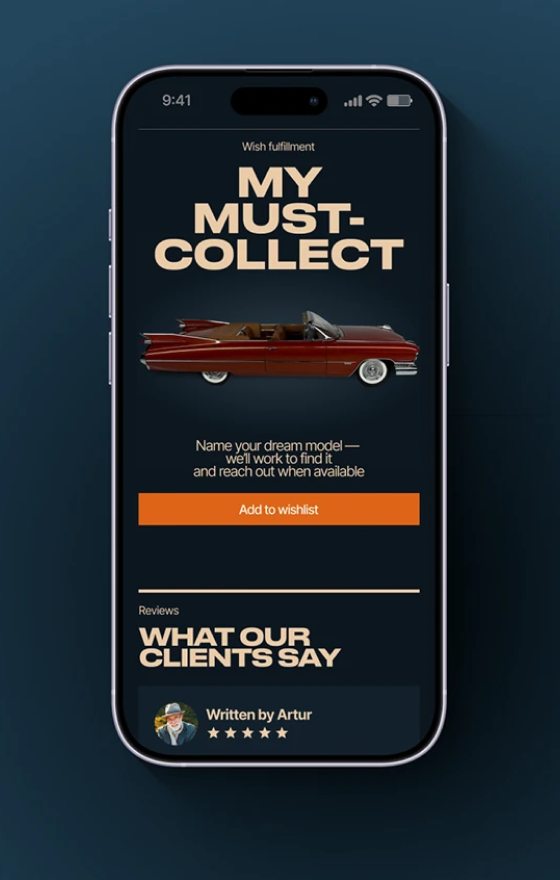 9:41
Wish fulfillment
MY
MUST-
COLLECT
Name your dream model —
we'll work to find it
and reach out when available
Add to wishlist
Reviews
WHAT OUR
CLIENTS SAY
Written by Artur